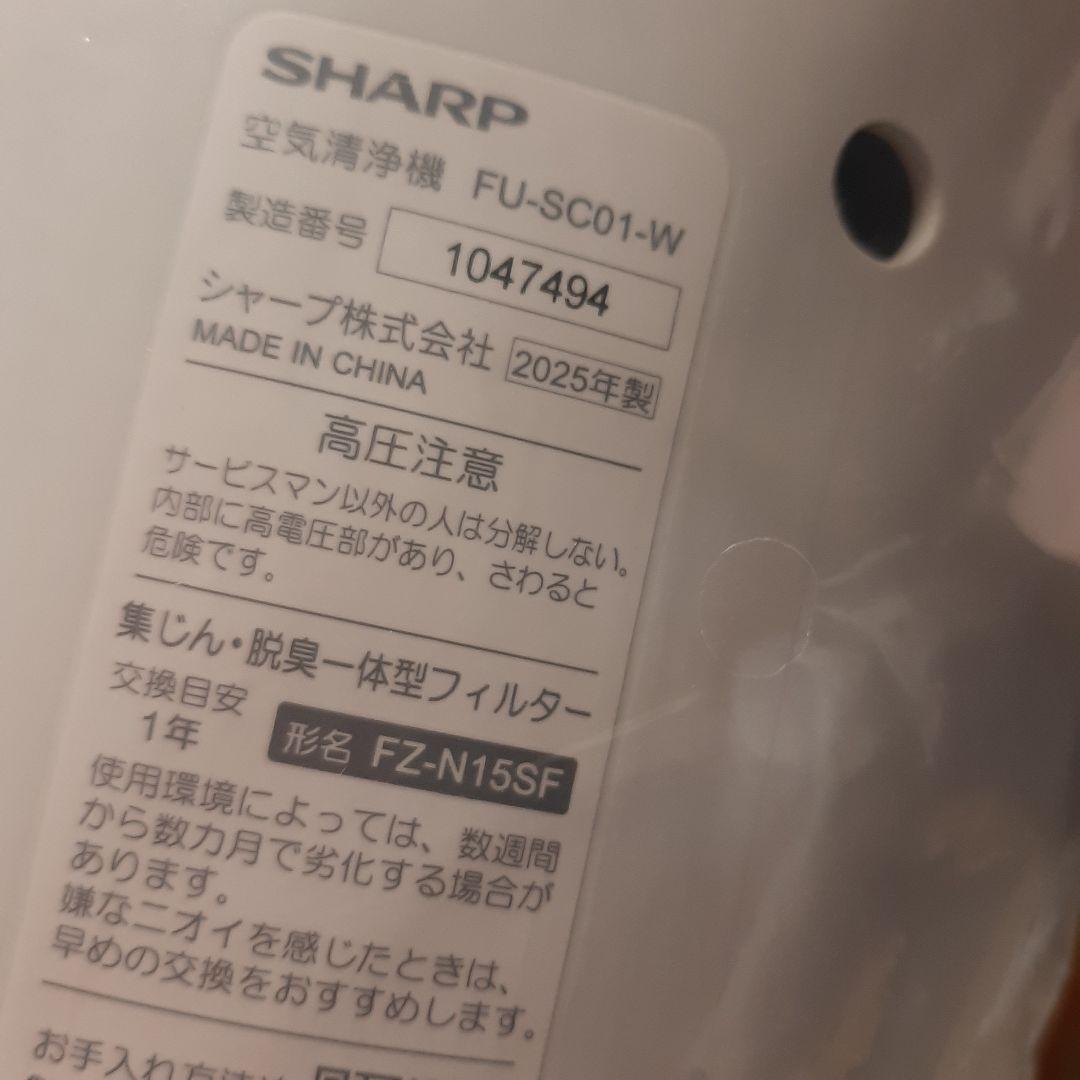 SHARP
空気清浄機 FU-SC01-W
製造番号 1047494
シャープ株式会社 2025年製
MADE IN CHINA
高圧注意
サービスマン以外の人は分解しない。
内部に高電圧部があり、さわると
危険です。
集じん・脱臭一体型フィルター
交換目安
1年 形名 FZ-N15SF
使用環境によっては、数週間
から数カ月で劣化する場合が
あります。
嫌なニオイを感じたときは、
早めの交換をおすすめします。
お手入れ方法は